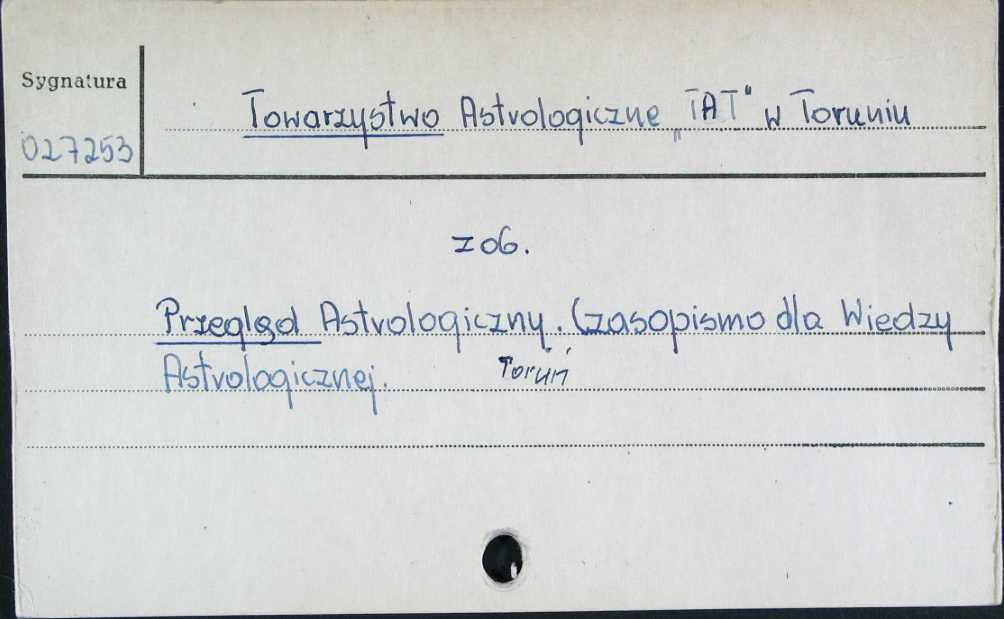 Sygnatura
Towarzystwo Astrologiczne „TAT" w Toruniu
027253
zob.
Przegląd Astrologiczny. Czasopismo dla Wiedzy
Astrologicznej. Toruń